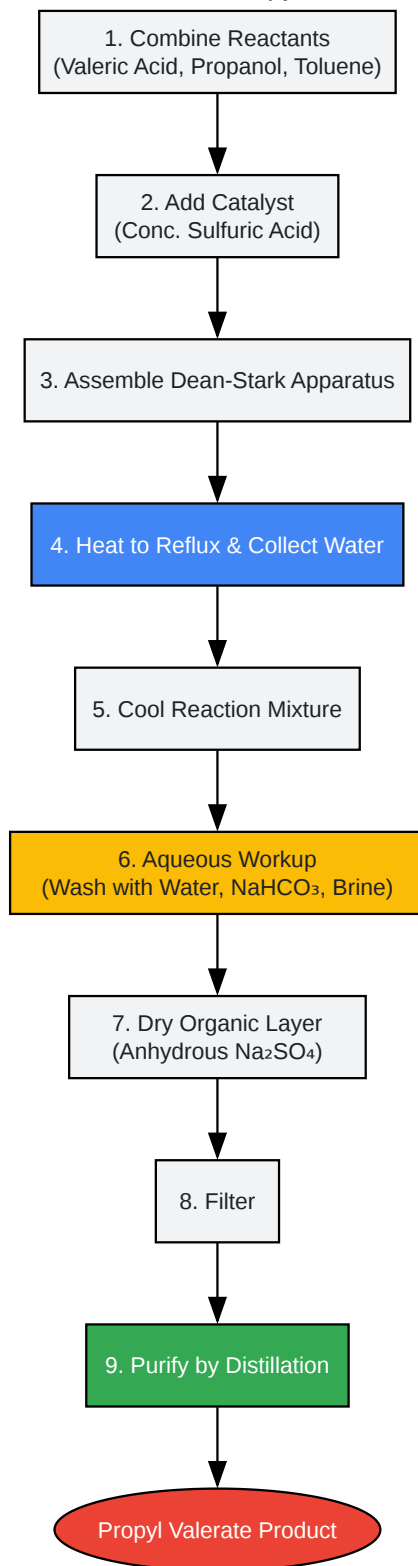 1. Combine Reactants
(Valeric Acid, Propanol, Toluene)
2. Add Catalyst
(Conc. Sulfuric Acid)
3. Assemble Dean-Stark Apparatus
4. Heat to Reflux & Collect Water
5. Cool Reaction Mixture
6. Aqueous Workup
(Wash with Water, NaHCO₃, Brine)
7. Dry Organic Layer
(Anhydrous Na₂SO₄)
8. Filter
9. Purify by Distillation
Propyl Valerate Product